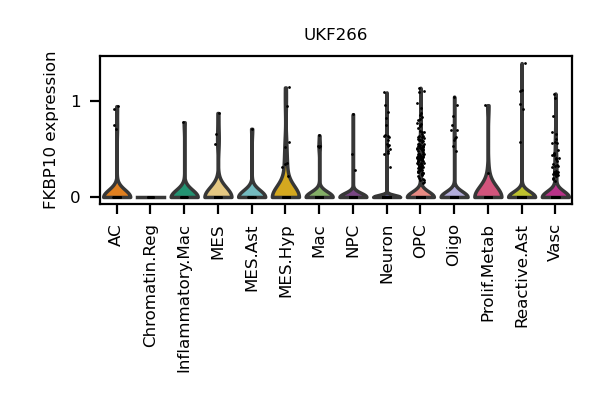 UKF266
FKBP10 expression
1
0
AC
Chromatin.Reg
Inflammatory.Mac
MES
MES.Ast
MES.Hyp
Mac
NPC
Neuron
OPC
Oligo
Prolif.Metab
Reactive.Ast
Vasc